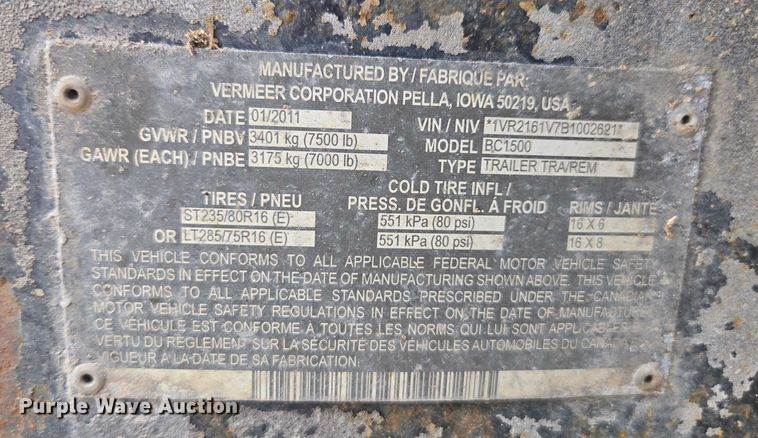 MANUFACTURED BY / FABRIQUE PAR:
VERMEER CORPORATION PELLA, IOWA 50219, USA
DATE 01/2011 VIN / NIV *1VR2161V7B1002621*
GVWR / PNBV 3401 kg (7500 lb) MODEL BC1500
GAWR (EACH) / PNBE 3175 kg (7000 lb) TYPE TRAILER TRA/REM
TIRES / PNEU COLD TIRE INFL / PRESS. DE GONFL. À FROID RIMS / JANTE
ST235/80R16 (E) 551 kPa (80 psi) 16 X 6
OR LT285/75R16 (E) 551 kPa (80 psi) 16 X 8
THIS VEHICLE CONFORMS TO ALL APPLICABLE FEDERAL MOTOR VEHICLE SAFETY
STANDARDS IN EFFECT ON THE DATE OF MANUFACTURING SHOWN ABOVE. THIS VEHICLE
CONFORMS TO ALL APPLICABLE STANDARDS PRESCRIBED UNDER THE CANADIAN
MOTOR VEHICLE SAFETY REGULATIONS IN EFFECT ON THE DATE OF MANUFACTURE
CE VÉHICULE EST CONFORME A TOUTES LES NORMS QUI LUI SONT APPLICABLES EN
VERTU DU RÈGLEMENT SUR LA SÉCURITÉ DES VÉHICULES AUTOMOBILES DU CANADA
VIGUEUR À LA DATE DE SA FABRICATION.
Purple Wave Auction